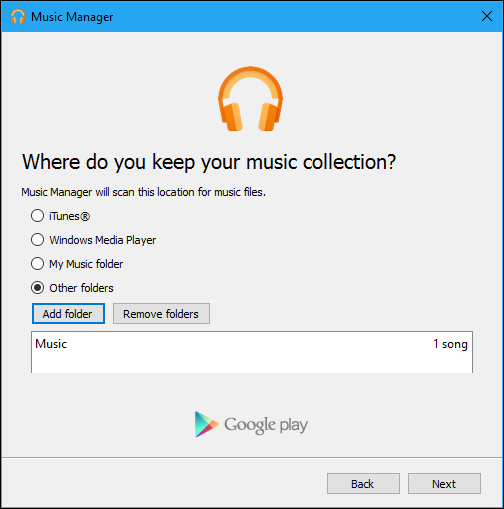 Music Manager
Where do you keep your music collection?
Music Manager will scan this location for music files.
iTunes®
Windows Media Player
My Music folder
Other folders
Add folder Remove folders
Music 1 song
Google play
Back Next